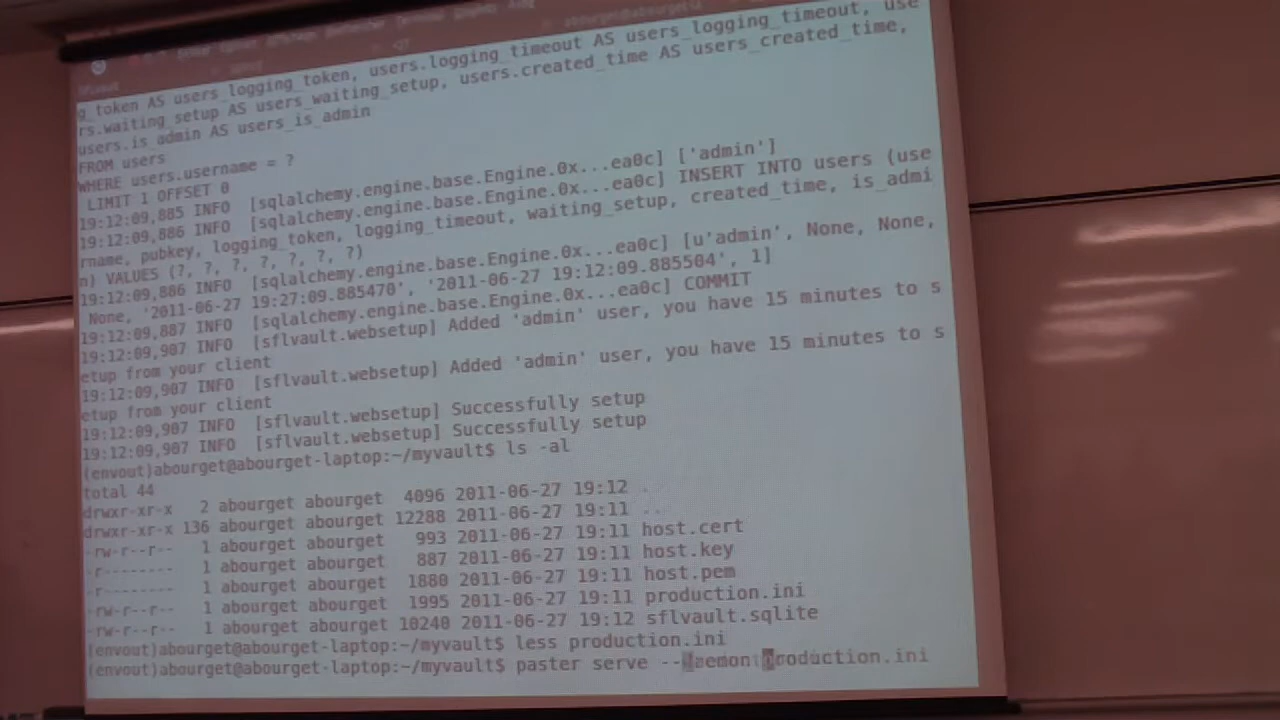 g_token AS users_logging_token, users.logging_timeout AS users_logging_timeout, use
rs.waiting_setup AS users_waiting_setup, users.created_time AS users_created_time,
users.is_admin AS users_is_admin
FROM users
WHERE users.username = ?
LIMIT 1 OFFSET 0
19:12:09,885 INFO [sqlalchemy.engine.base.Engine.0x...ea0c] ['admin']
19:12:09,886 INFO [sqlalchemy.engine.base.Engine.0x...ea0c] INSERT INTO users (use
rname, pubkey, logging_token, logging_timeout, waiting_setup, created_time, is_admi
n) VALUES (?, ?, ?, ?, ?, ?, ?)
19:12:09,886 INFO [sqlalchemy.engine.base.Engine.0x...ea0c] [u'admin', None, None,
None, '2011-06-27 19:27:09.885470', '2011-06-27 19:12:09.885504', 1]
19:12:09,887 INFO [sqlalchemy.engine.base.Engine.0x...ea0c] COMMIT
19:12:09,907 INFO [sflvault.websetup] Added 'admin' user, you have 15 minutes to s
etup from your client
19:12:09,907 INFO [sflvault.websetup] Added 'admin' user, you have 15 minutes to s
etup from your client
19:12:09,907 INFO [sflvault.websetup] Successfully setup
19:12:09,907 INFO [sflvault.websetup] Successfully setup
(envout)abourget@abourget-laptop:~/myvault$ ls -al
total 44
drwxr-xr-x 2 abourget abourget 4096 2011-06-27 19:12 .
drwxr-xr-x 136 abourget abourget 12288 2011-06-27 19:11 ..
-rw-r--r-- 1 abourget abourget 993 2011-06-27 19:11 host.cert
-r-------- 1 abourget abourget 887 2011-06-27 19:11 host.key
-r-------- 1 abourget abourget 1880 2011-06-27 19:11 host.pem
-rw-r--r-- 1 abourget abourget 1995 2011-06-27 19:11 production.ini
-rw-r--r-- 1 abourget abourget 10240 2011-06-27 19:12 sflvault.sqlite
(envout)abourget@abourget-laptop:~/myvault$ less production.ini
(envout)abourget@abourget-laptop:~/myvault$ paster serve --daemon production.ini